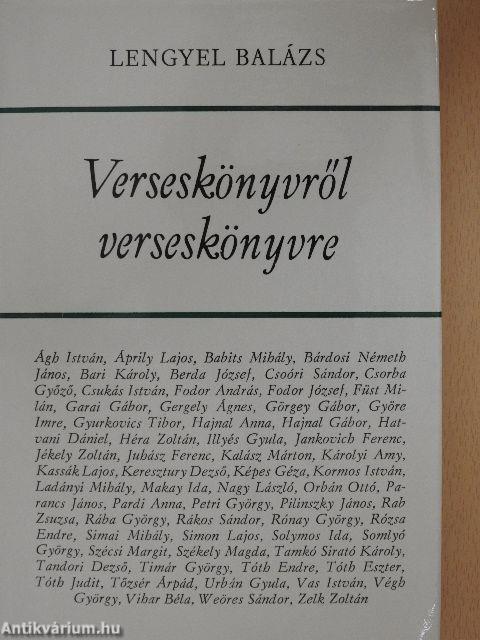 LENGYEL BALÁZS
Verseskönyvről
verseskönyvre
Ágh István, Áprily Lajos, Babits Mihály, Bárdosi Németh
János, Bari Károly, Berda József, Csoóri Sándor, Csorba
Győző, Csukás István, Fodor András, Fodor József, Füst Mi-
lán, Garai Gábor, Gergely Ágnes, Görgey Gábor, Győre
Imre, Gyurkovics Tibor, Hajnal Anna, Hajnal Gábor, Hat-
vani Dániel, Héra Zoltán, Illyés Gyula, Jankovich Ferenc,
Jékely Zoltán, Juhász Ferenc, Kalász Márton, Károlyi Amy,
Kassák Lajos, Keresztury Dezső, Képes Géza, Kormos István,
Ladányi Mihály, Makay Ida, Nagy László, Orbán Ottó, Pa-
rancs János, Pardi Anna, Petri György, Pilinszky János, Rab
Zsuzsa, Rába György, Rákos Sándor, Rónay György, Rózsa
Endre, Simai Mihály, Simon Lajos, Solymos Ida, Somlyó
György, Szécsi Margit, Székely Magda, Tamkó Sirató Károly,
Tandori Dezső, Timár György, Tóth Endre, Tóth Eszter,
Tóth Judit, Tőzsér Árpád, Urbán Gyula, Vas István, Végh
György, Vihar Béla, Weöres Sándor, Zelk Zoltán
Antikvárium.hu